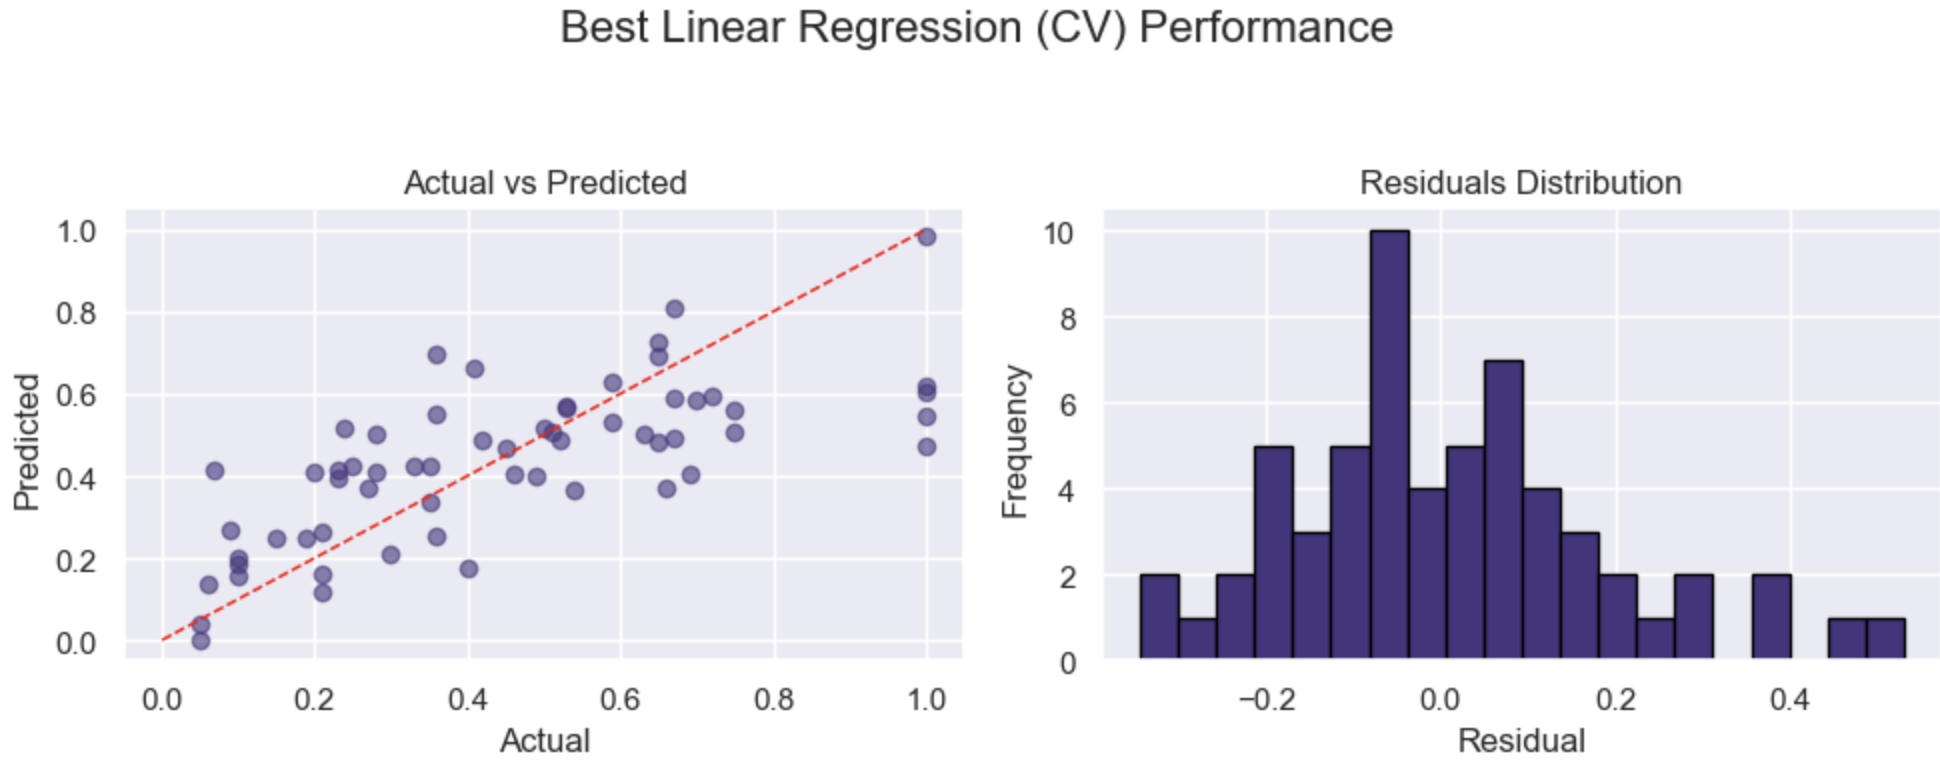 Best Linear Regression (CV) Performance
Actual vs Predicted
1.0
0.8
0.6
0.4
0.2
0.0
Predicted
0.0 0.2 0.4 0.6 0.8 1.0
Actual
Residuals Distribution
10
8
6
4
2
0
Frequency
−0.2 0.0 0.2 0.4
Residual